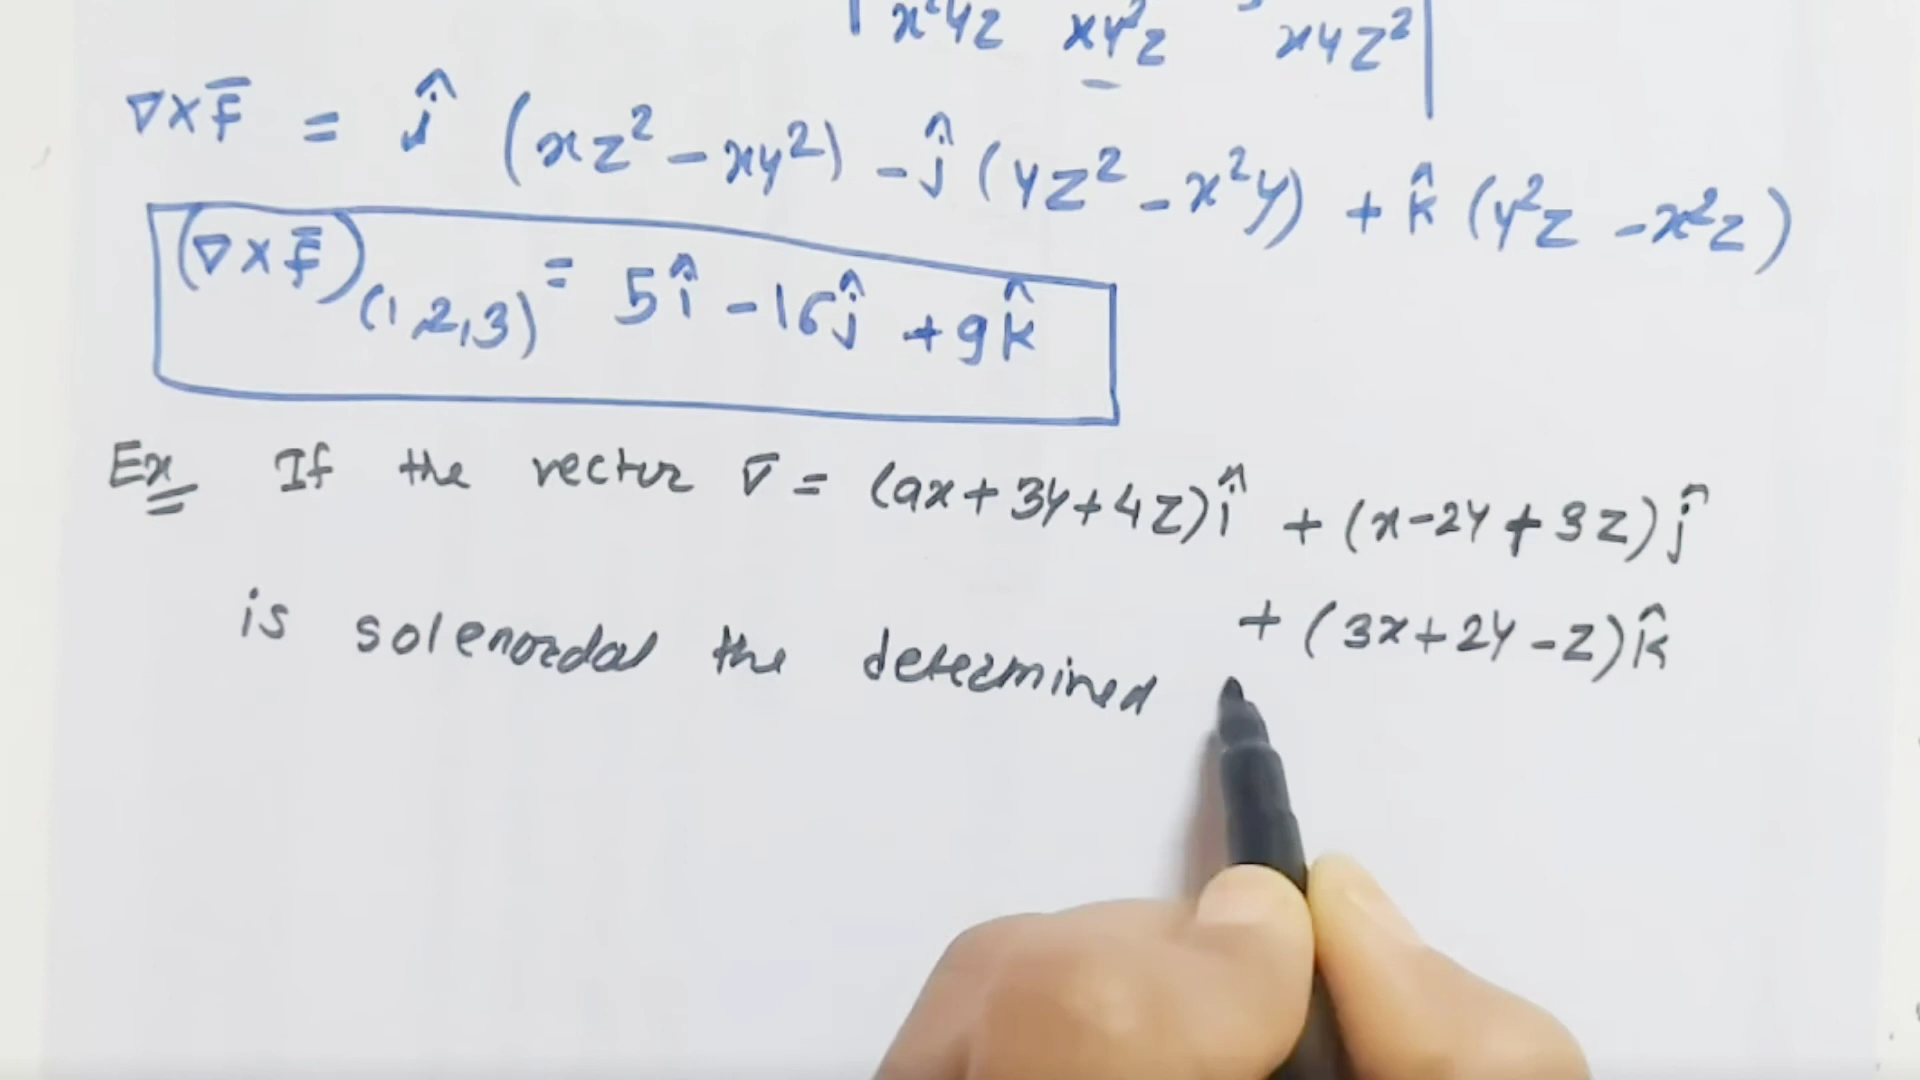 x²yz xy²z xyz²
∇×F̄ = î (xz² - xy²) - ĵ (yz² - x²y) + k̂ (y²z - x²z)
(∇×F̄)(1,2,3) = 5î - 16ĵ + 9k̂
Ex If the vector v̄ = (ax+3y+4z)î + (x-2y+3z)ĵ
+ (3x+2y-z)k̂
is solenoidal the determined